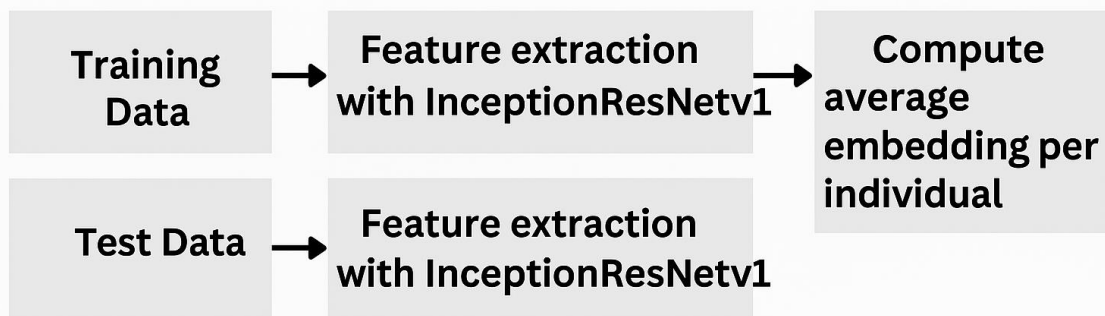 Training
Data
Feature extraction
with InceptionResNetv1
Compute
average
embedding per
individual
Test Data
Feature extraction
with InceptionResNetv1